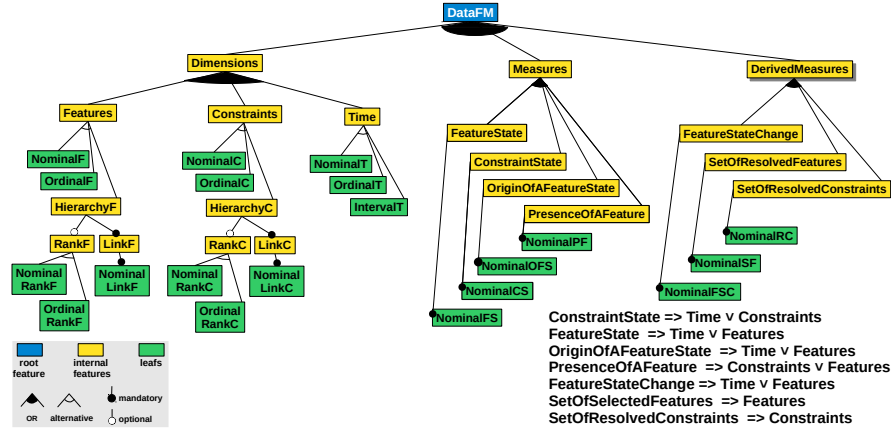 DataFM
Dimensions
Measures
DerivedMeasures
Features
Constraints
Time
FeatureState
FeatureStateChange
NominalF
NominalC
NominalT
ConstraintState
SetOfResolvedFeatures
OrdinalF
OrdinalC
OrdinalT
OriginOfAFeatureState
SetOfResolvedConstraints
HierarchyF
HierarchyC
IntervalT
PresenceOfAFeature
RankF
LinkF
RankC
LinkC
NominalPF
NominalRC
Nominal
RankF
Nominal
LinkF
Nominal
RankC
Nominal
LinkC
NominalOFS
NominalSF
NominalCS
NominalFSC
Ordinal
RankF
Ordinal
RankC
NominalFS
ConstraintState => Time ∨ Constraints
FeatureState => Time ∨ Features
OriginOfAFeatureState => Time ∨ Features
PresenceOfAFeature => Constraints ∨ Features
FeatureStateChange => Time ∨ Features
SetOfSelectedFeatures => Features
SetOfResolvedConstraints => Constraints
root
feature
internal
features
leafs
OR
alternative
mandatory
optional